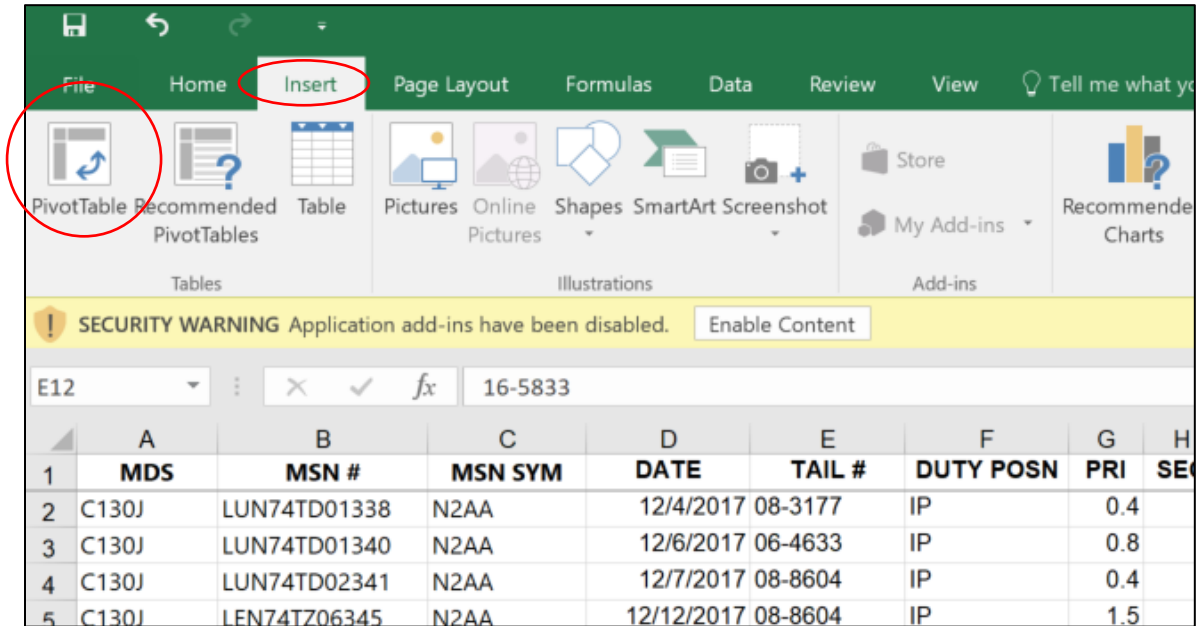 File Home Insert Page Layout Formulas Data Review View Tell me what yo
PivotTable Recommended PivotTables Table Pictures Online Pictures Shapes SmartArt Screenshot Store My Add-ins Recommende Charts
Tables Illustrations Add-ins
! SECURITY WARNING Application add-ins have been disabled. Enable Content
E12 fx 16-5833
A B C D E F G H
1 MDS MSN # MSN SYM DATE TAIL # DUTY POSN PRI SEC
2 C130J LUN74TD01338 N2AA 12/4/2017 08-3177 IP 0.4
3 C130J LUN74TD01340 N2AA 12/6/2017 06-4633 IP 0.8
4 C130J LUN74TD02341 N2AA 12/7/2017 08-8604 IP 0.4
5 C130J LEN74TZ06345 N2AA 12/12/2017 08-8604 IP 1.5